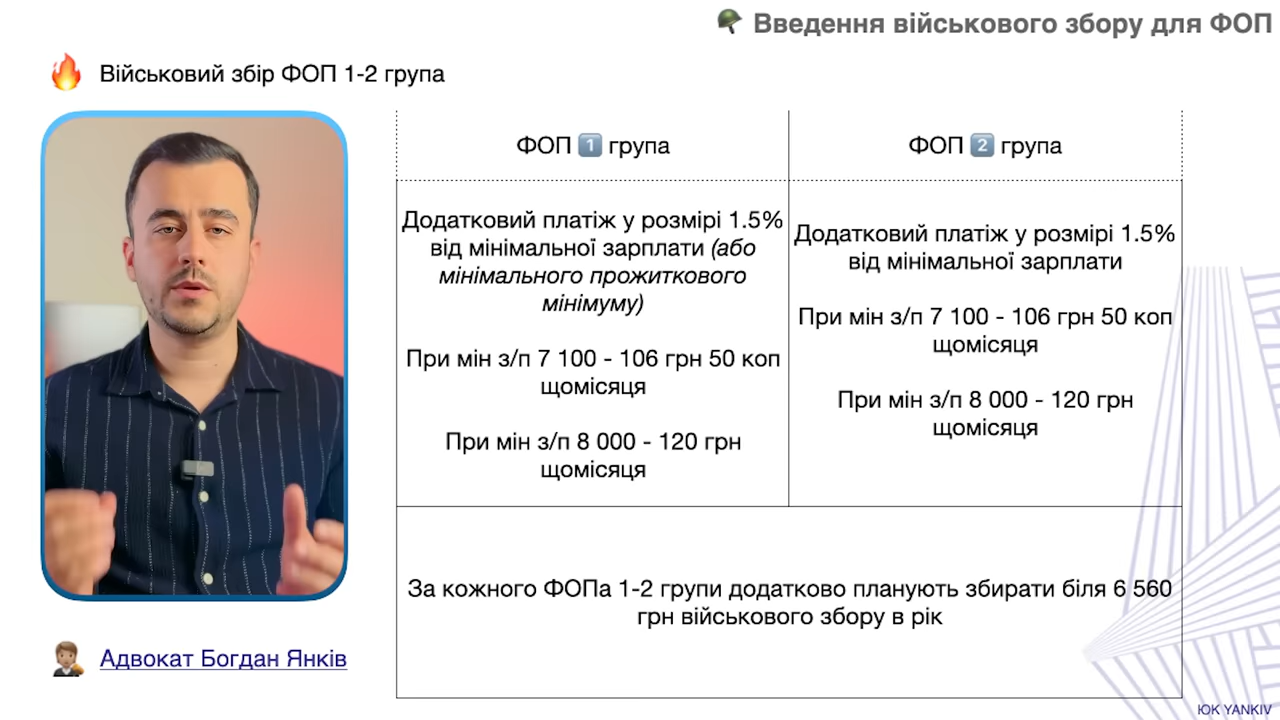 Введення військового збору для ФОП
Військовий збір ФОП 1-2 група
ФОП 1 група
ФОП 2 група
Додатковий платіж у розмірі 1.5%
від мінімальної зарплати (або
мінімального прожиткового
мінімуму)
При мін з/п 7 100 - 106 грн 50 коп
щомісяця
При мін з/п 8 000 - 120 грн
щомісяця
Додатковий платіж у розмірі 1.5%
від мінімальної зарплати
При мін з/п 7 100 - 106 грн 50 коп
щомісяця
При мін з/п 8 000 - 120 грн
щомісяця
За кожного ФОПа 1-2 групи додатково планують збирати біля 6 560
грн військового збору в рік
Адвокат Богдан Янків
ЮК YANKIV